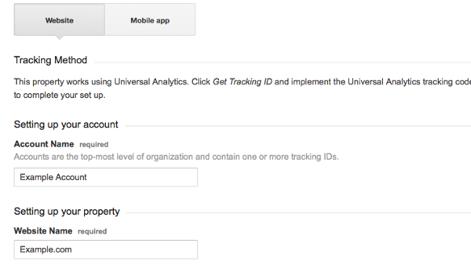 Website Mobile app
Tracking Method
This property works using Universal Analytics. Click Get Tracking ID and implement the Universal Analytics tracking code
to complete your set up.
Setting up your account
Account Name required
Accounts are the top-most level of organization and contain one or more tracking IDs.
Example Account
Setting up your property
Website Name required
Example.com